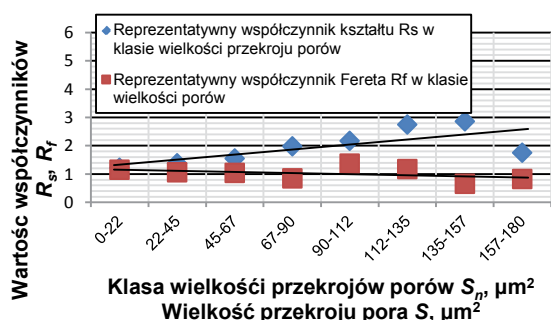 Reprezentatywny współczynnik kształtu Rs w
klasie wielkości przekroju porów
Reprezentatywny współczynnik Fereta Rf w klasie
wielkości porów
Wartość współczynników
Rs, Rf
6
5
4
3
2
1
0
0-22
22-45
45-67
67-90
90-112
112-135
135-157
157-180
Klasa wielkośći przekrojów porów Sn, µm²
Wielkość przekroju pora S, µm²